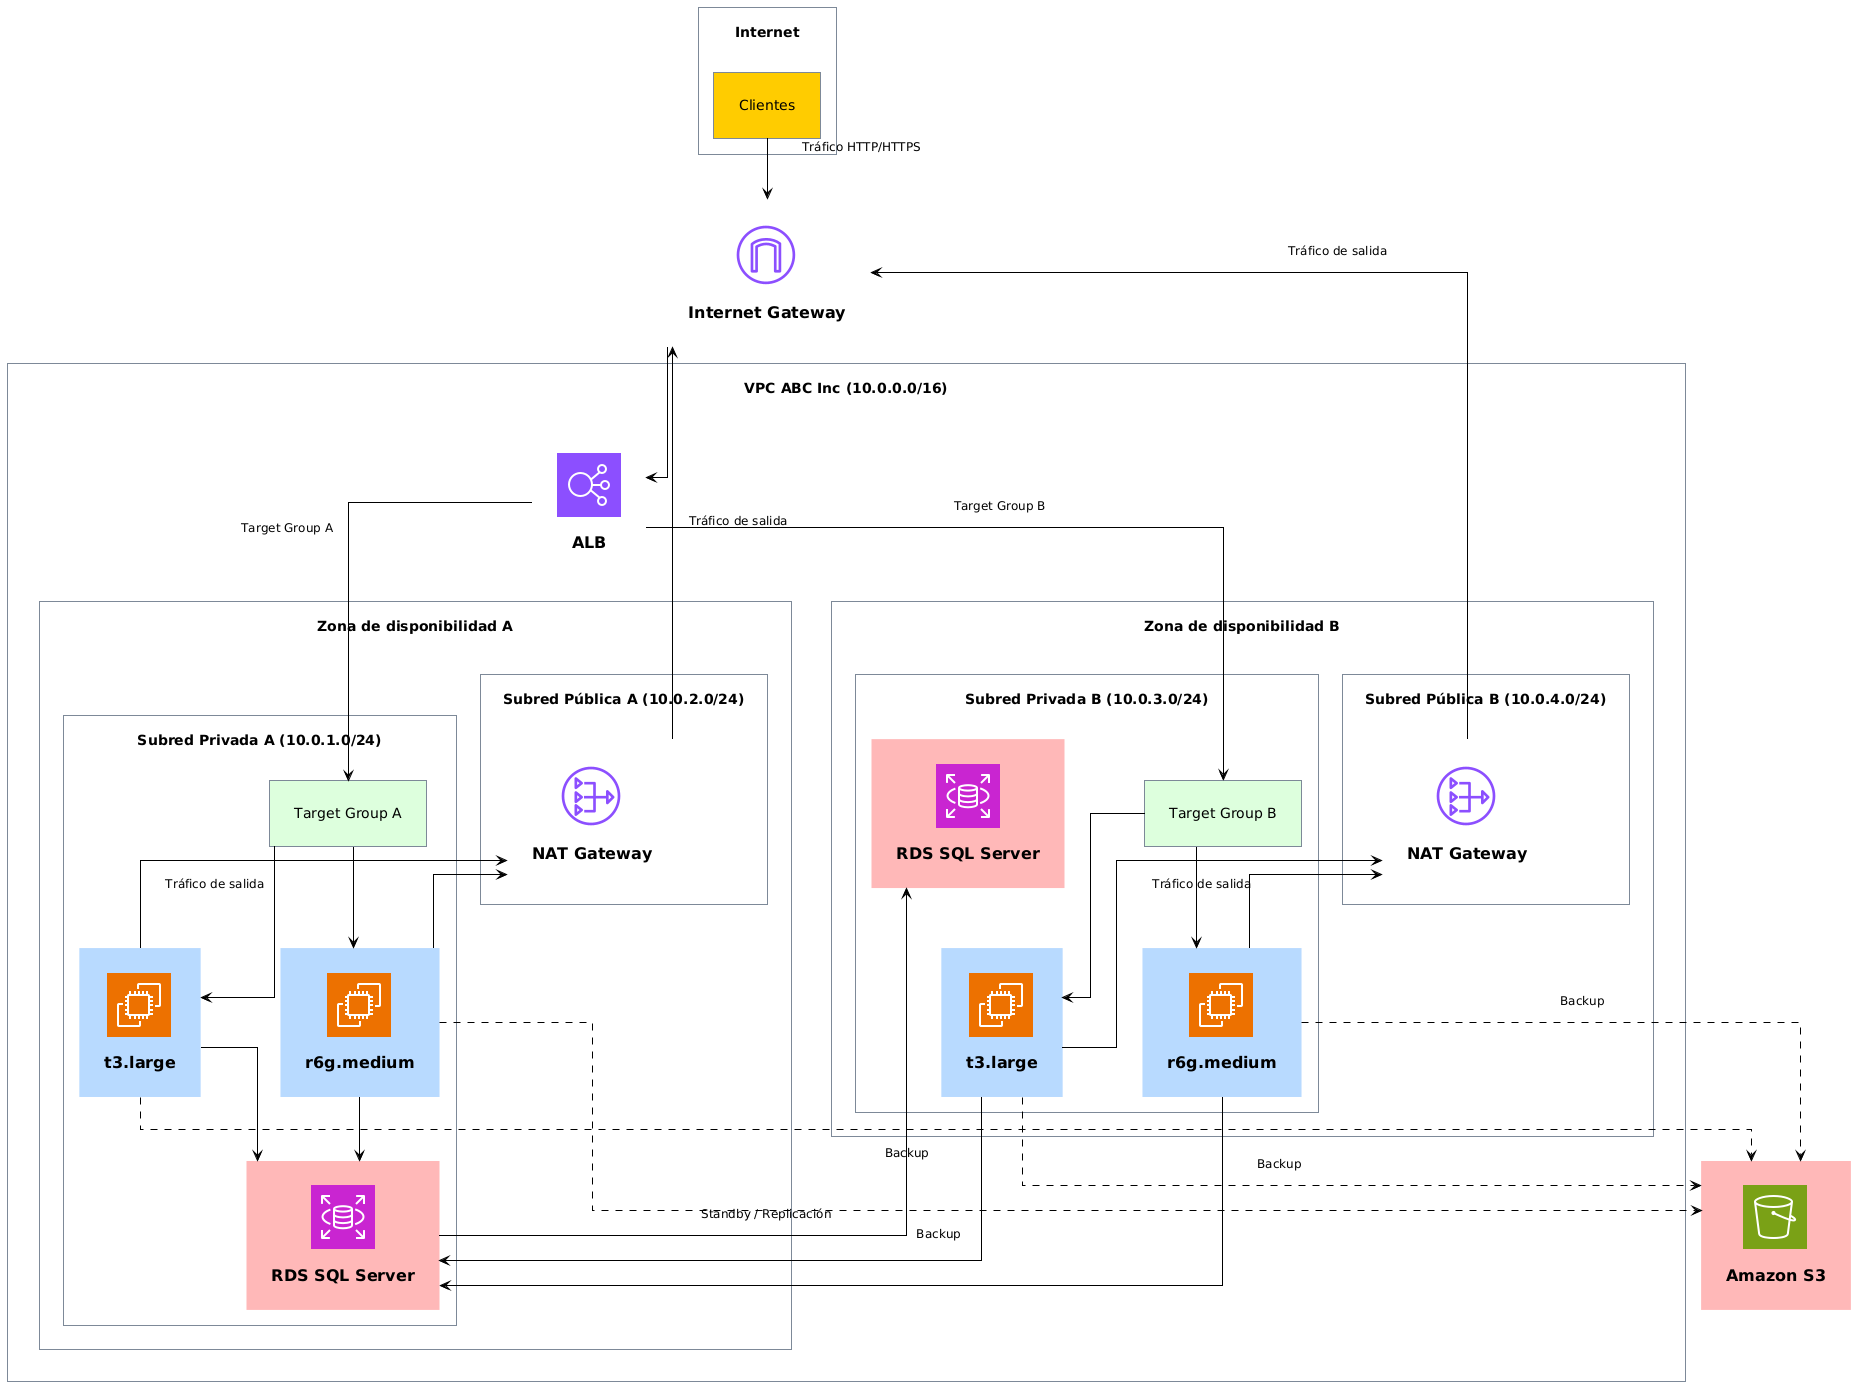 Internet
Clientes
Tráfico HTTP/HTTPS
Tráfico de salida
Internet Gateway
VPC ABC Inc (10.0.0.0/16)
Target Group A
ALB
Tráfico de salida
Target Group B
Zona de disponibilidad A
Zona de disponibilidad B
Subred Pública A (10.0.2.0/24)
Subred Privada B (10.0.3.0/24)
Subred Pública B (10.0.4.0/24)
Subred Privada A (10.0.1.0/24)
Target Group A
Target Group B
NAT Gateway
RDS SQL Server
NAT Gateway
Tráfico de salida
Tráfico de salida
Backup
t3.large
r6g.medium
t3.large
r6g.medium
Backup
Backup
Standby / Replicación
Backup
RDS SQL Server
Amazon S3